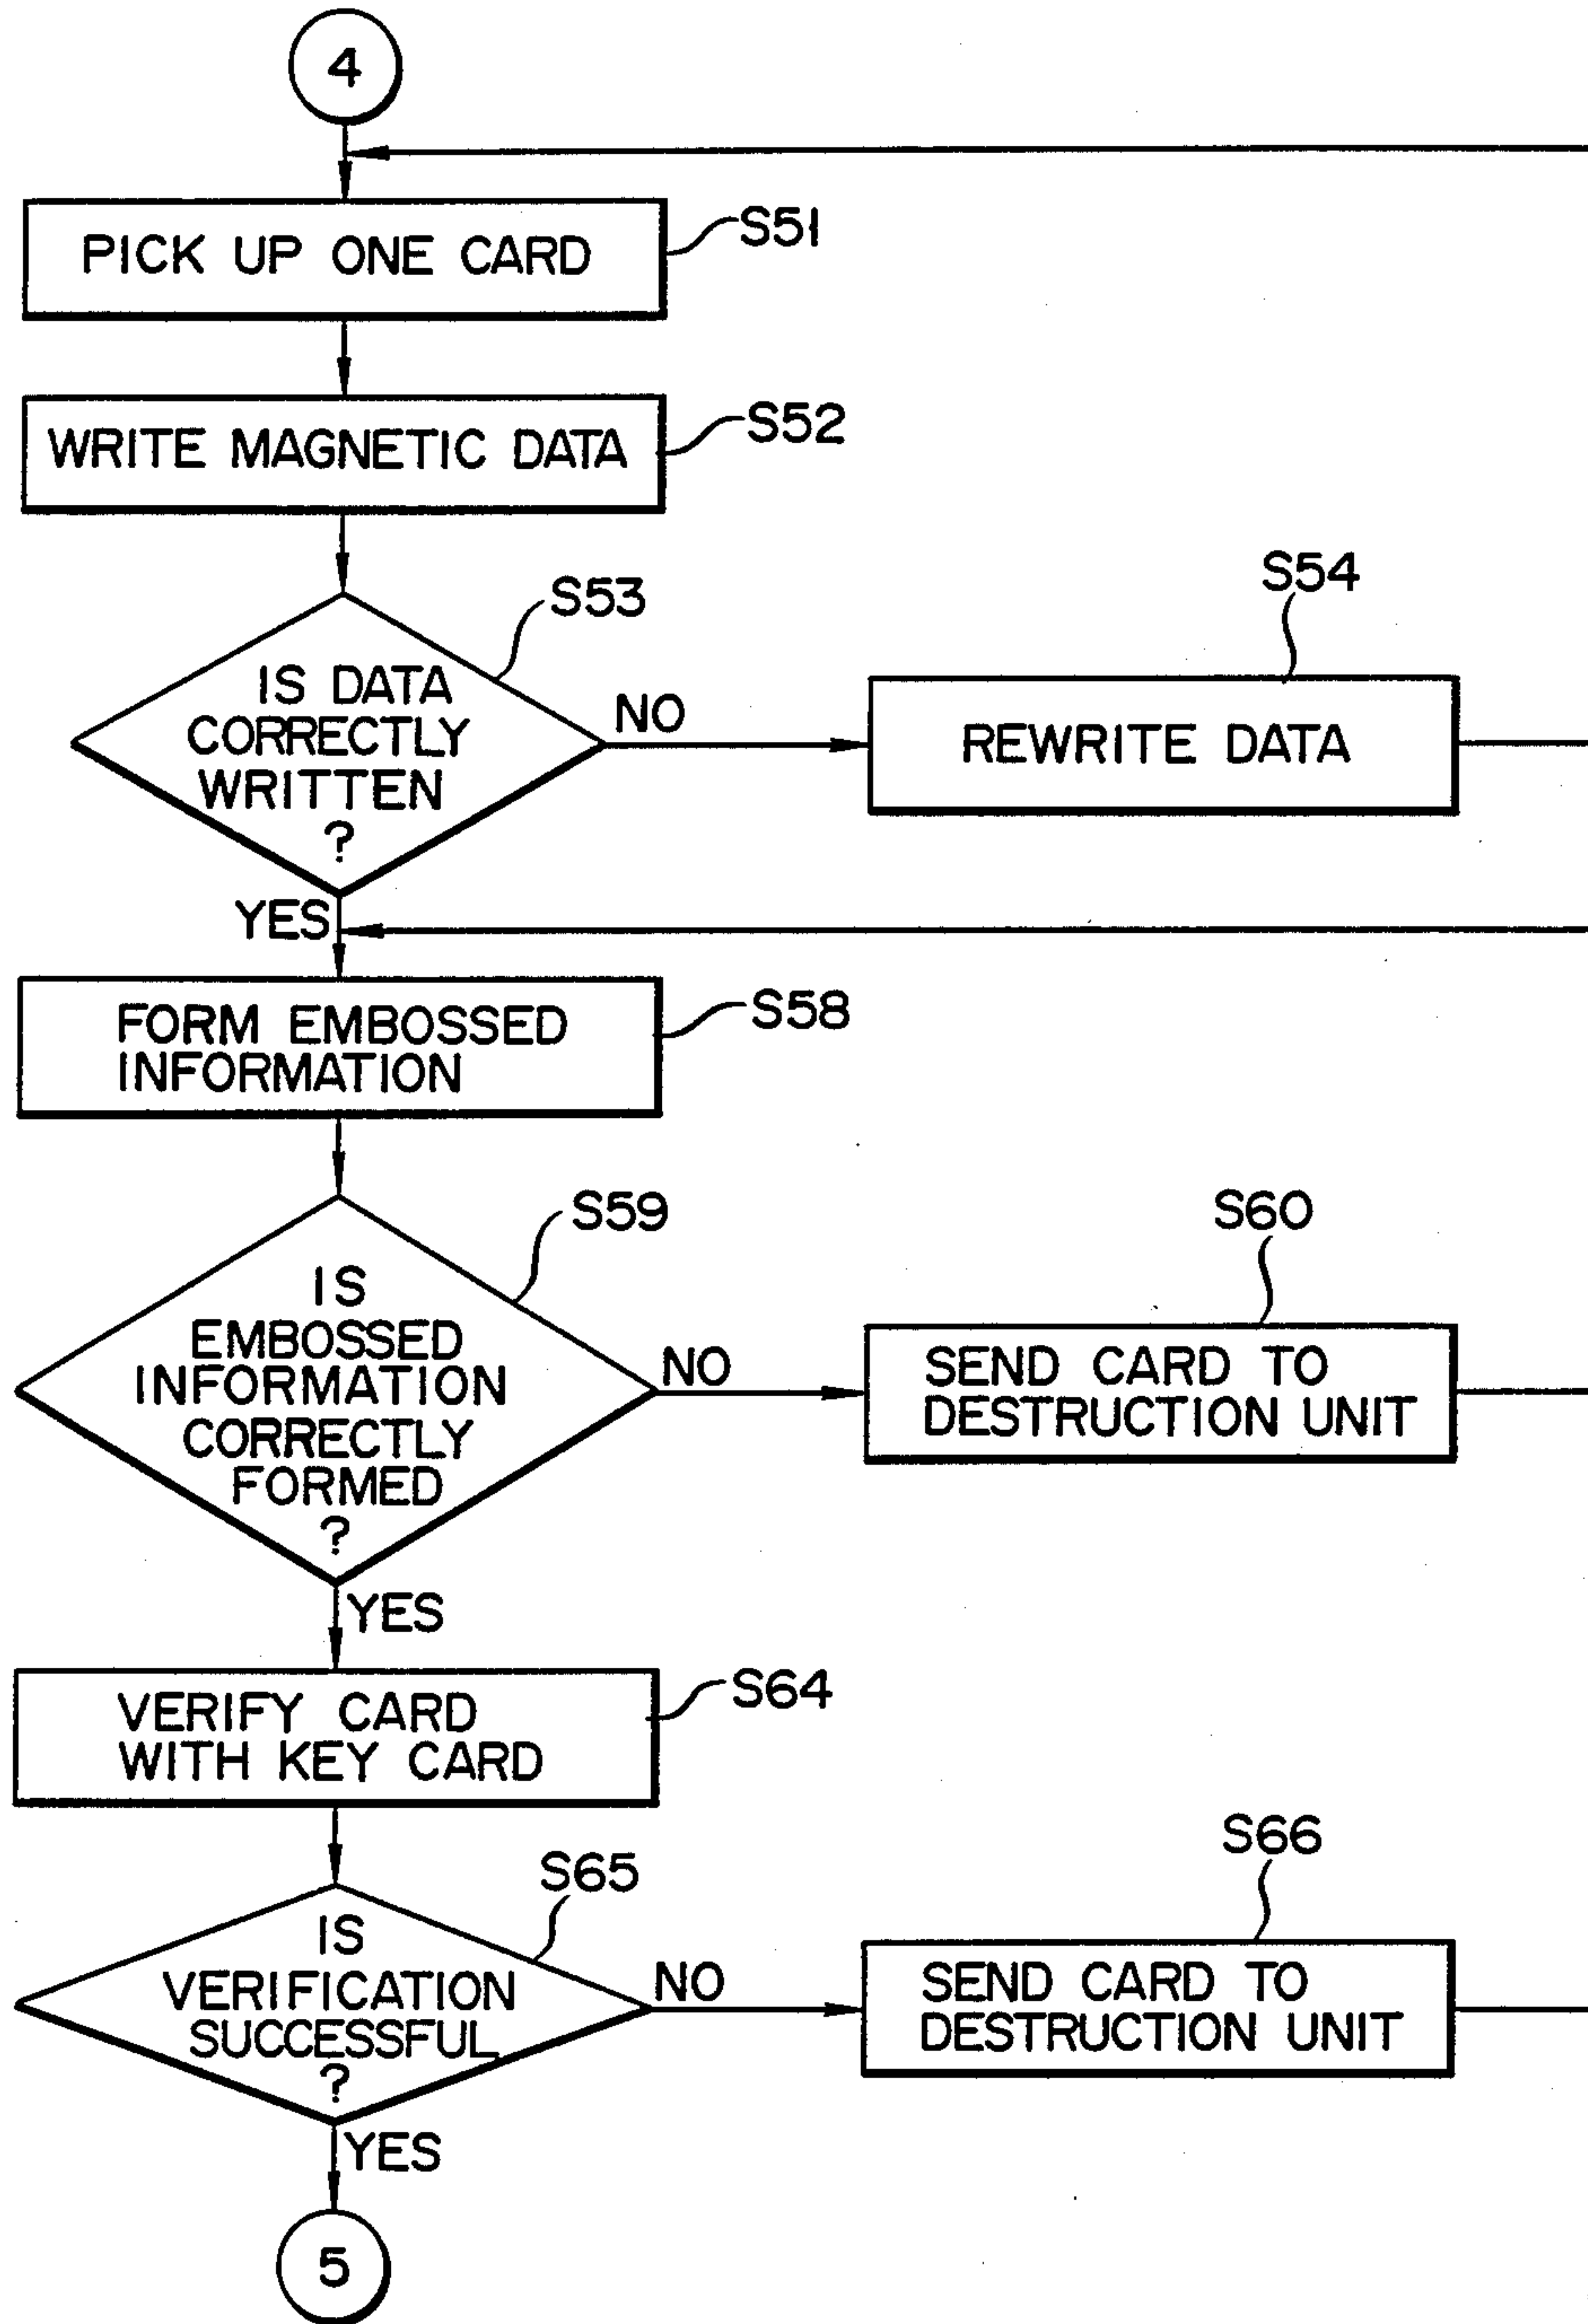 4
PICK UP ONE CARD
S51
WRITE MAGNETIC DATA
S52
S53
IS DATA
CORRECTLY
WRITTEN
?
NO
S54
REWRITE DATA
YES
FORM EMBOSSED
INFORMATION
S58
S59
IS
EMBOSSED
INFORMATION
CORRECTLY
FORMED
?
NO
S60
SEND CARD TO
DESTRUCTION UNIT
YES
VERIFY CARD
WITH KEY CARD
S64
S65
IS
VERIFICATION
SUCCESSFUL
?
NO
S66
SEND CARD TO
DESTRUCTION UNIT
YES
5